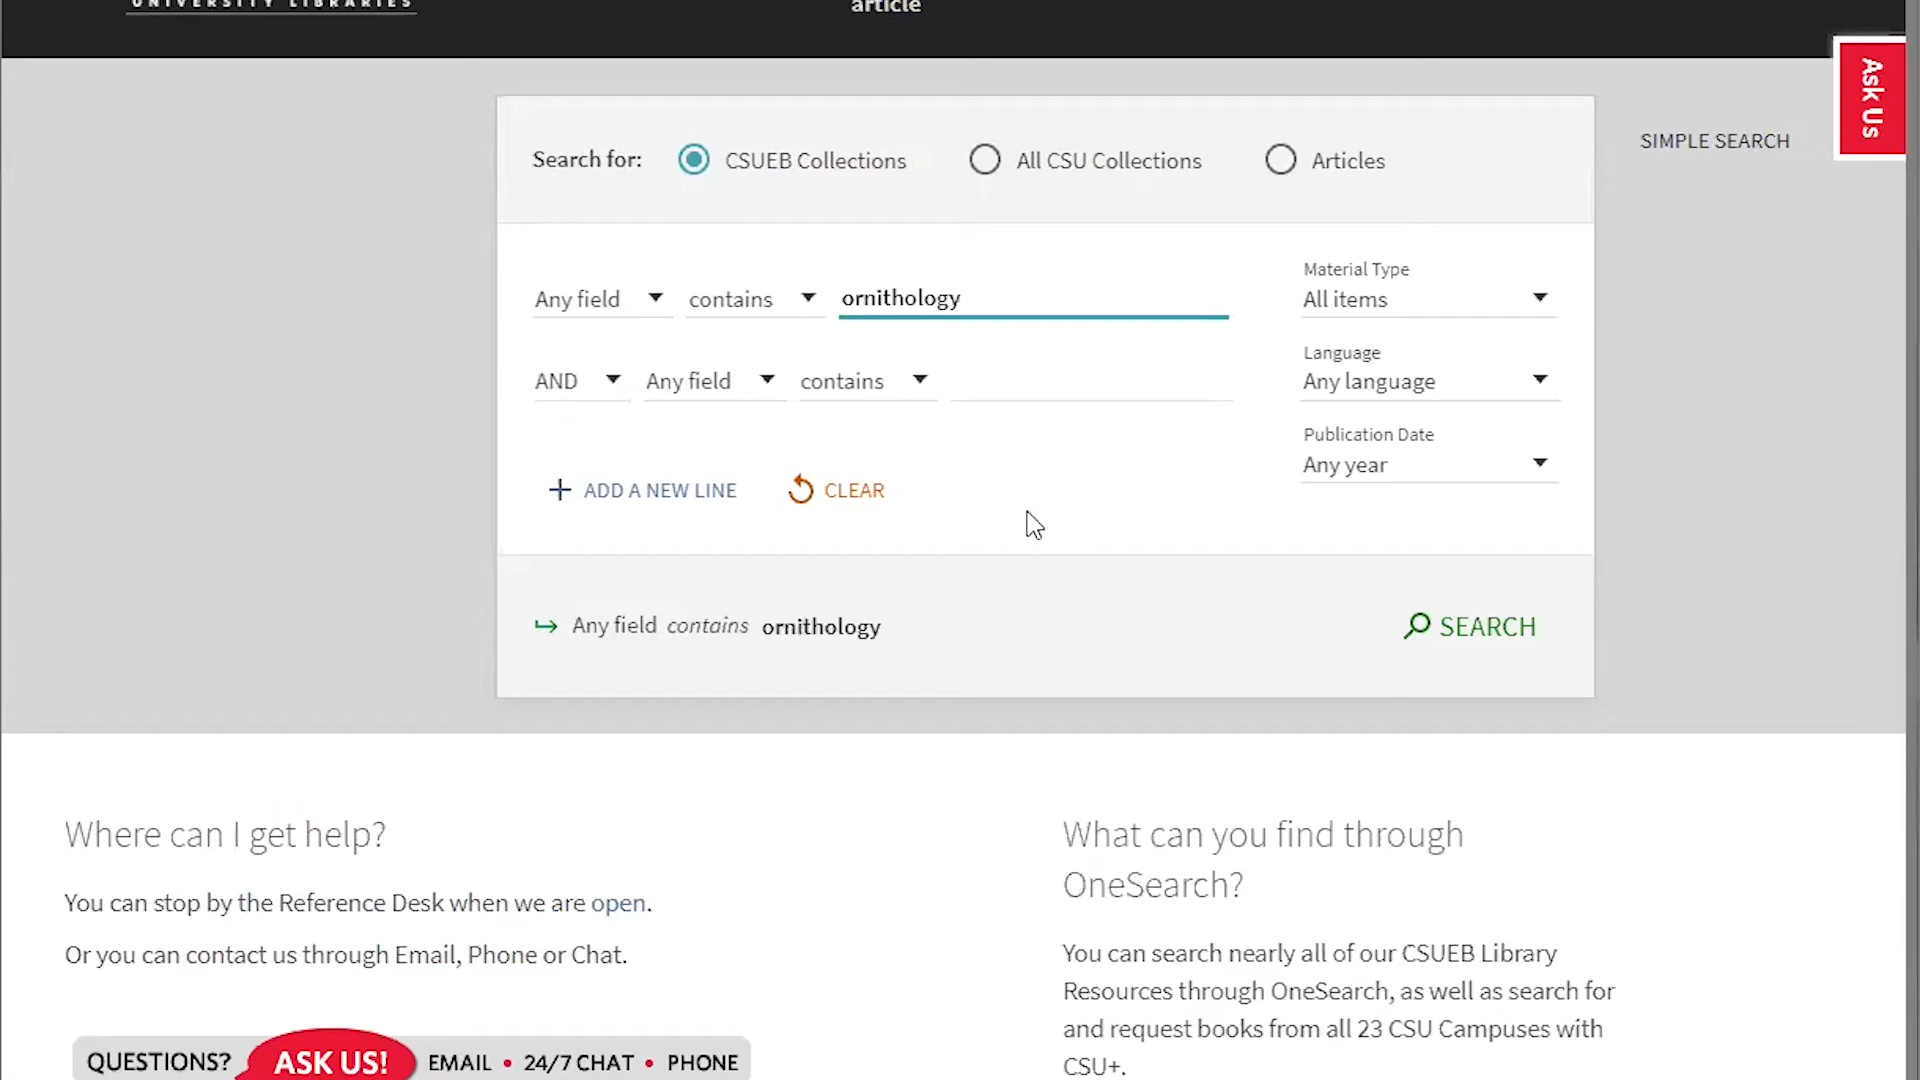 UNIVERSITY LIBRARIES
article
Ask Us
SIMPLE SEARCH
Search for: CSUEB Collections All CSU Collections Articles
Any field contains ornithology
AND Any field contains
ADD A NEW LINE CLEAR
Material Type
All items
Language
Any language
Publication Date
Any year
Any field contains ornithology
SEARCH
Where can I get help?
You can stop by the Reference Desk when we are open.
Or you can contact us through Email, Phone or Chat.
QUESTIONS? ASK US! EMAIL • 24/7 CHAT • PHONE
What can you find through
OneSearch?
You can search nearly all of our CSUEB Library
Resources through OneSearch, as well as search for
and request books from all 23 CSU Campuses with
CSU+.